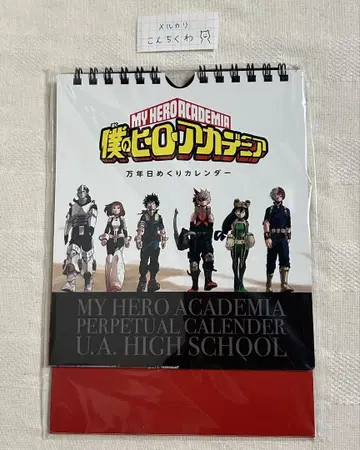 メルカリ
こんちくわ
MY HERO ACADEMIA
僕のヒーローアカデミア
万年日めくりカレンダー
MY HERO ACADEMIA
PERPETUAL CALENDER
U.A. HIGH SCHOOL